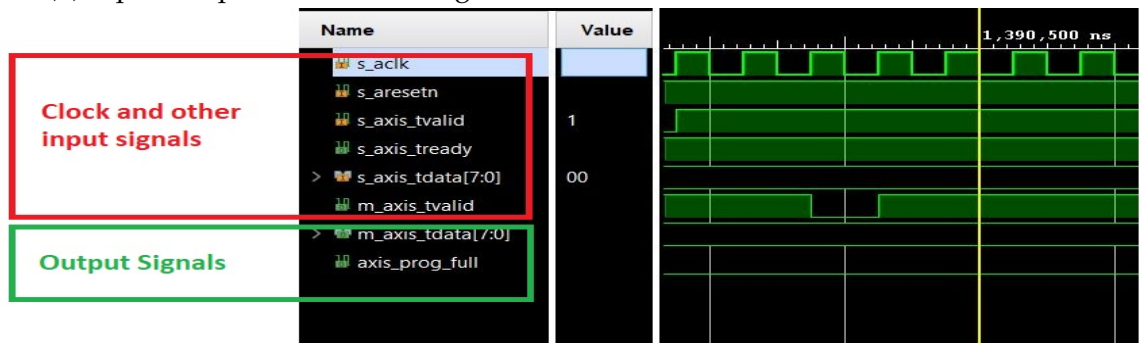 Name
Value
1,390,500 ns
s_aclk
s_aresetn
Clock and other
input signals
s_axis_tvalid
1
s_axis_tready
> s_axis_tdata[7:0]
00
m_axis_tvalid
> m_axis_tdata[7:0]
Output Signals
axis_prog_full